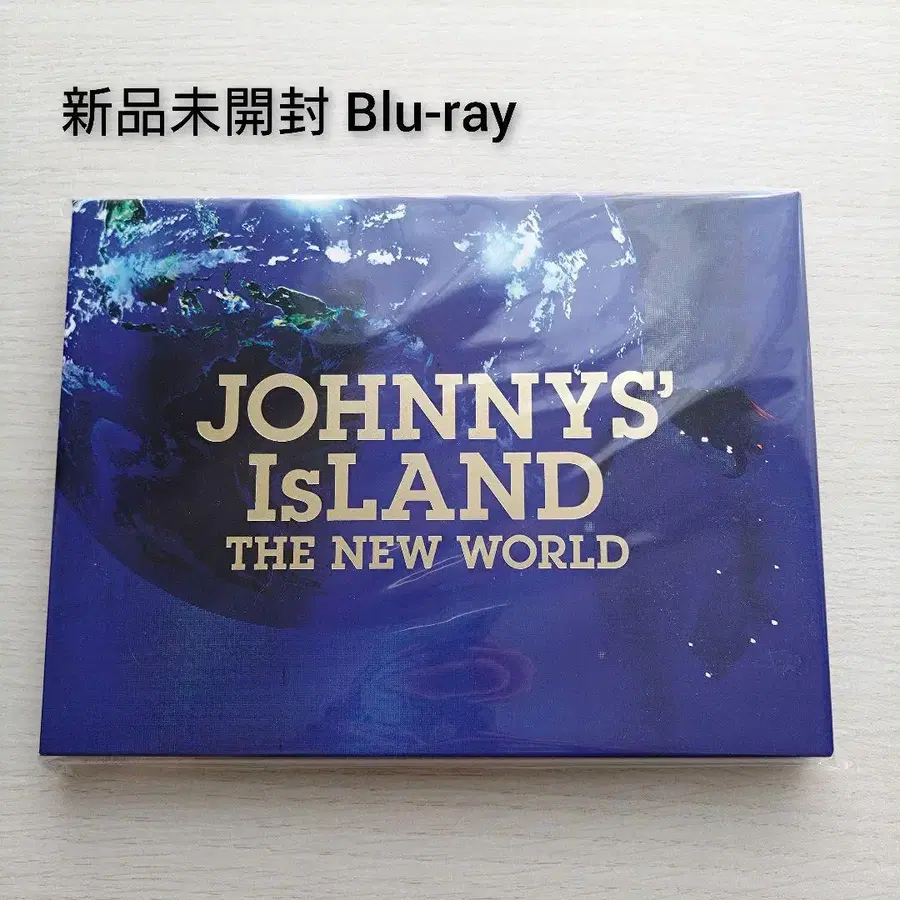 新品未開封 Blu-ray
JOHNNYS'
IsLAND
THE NEW WORLD